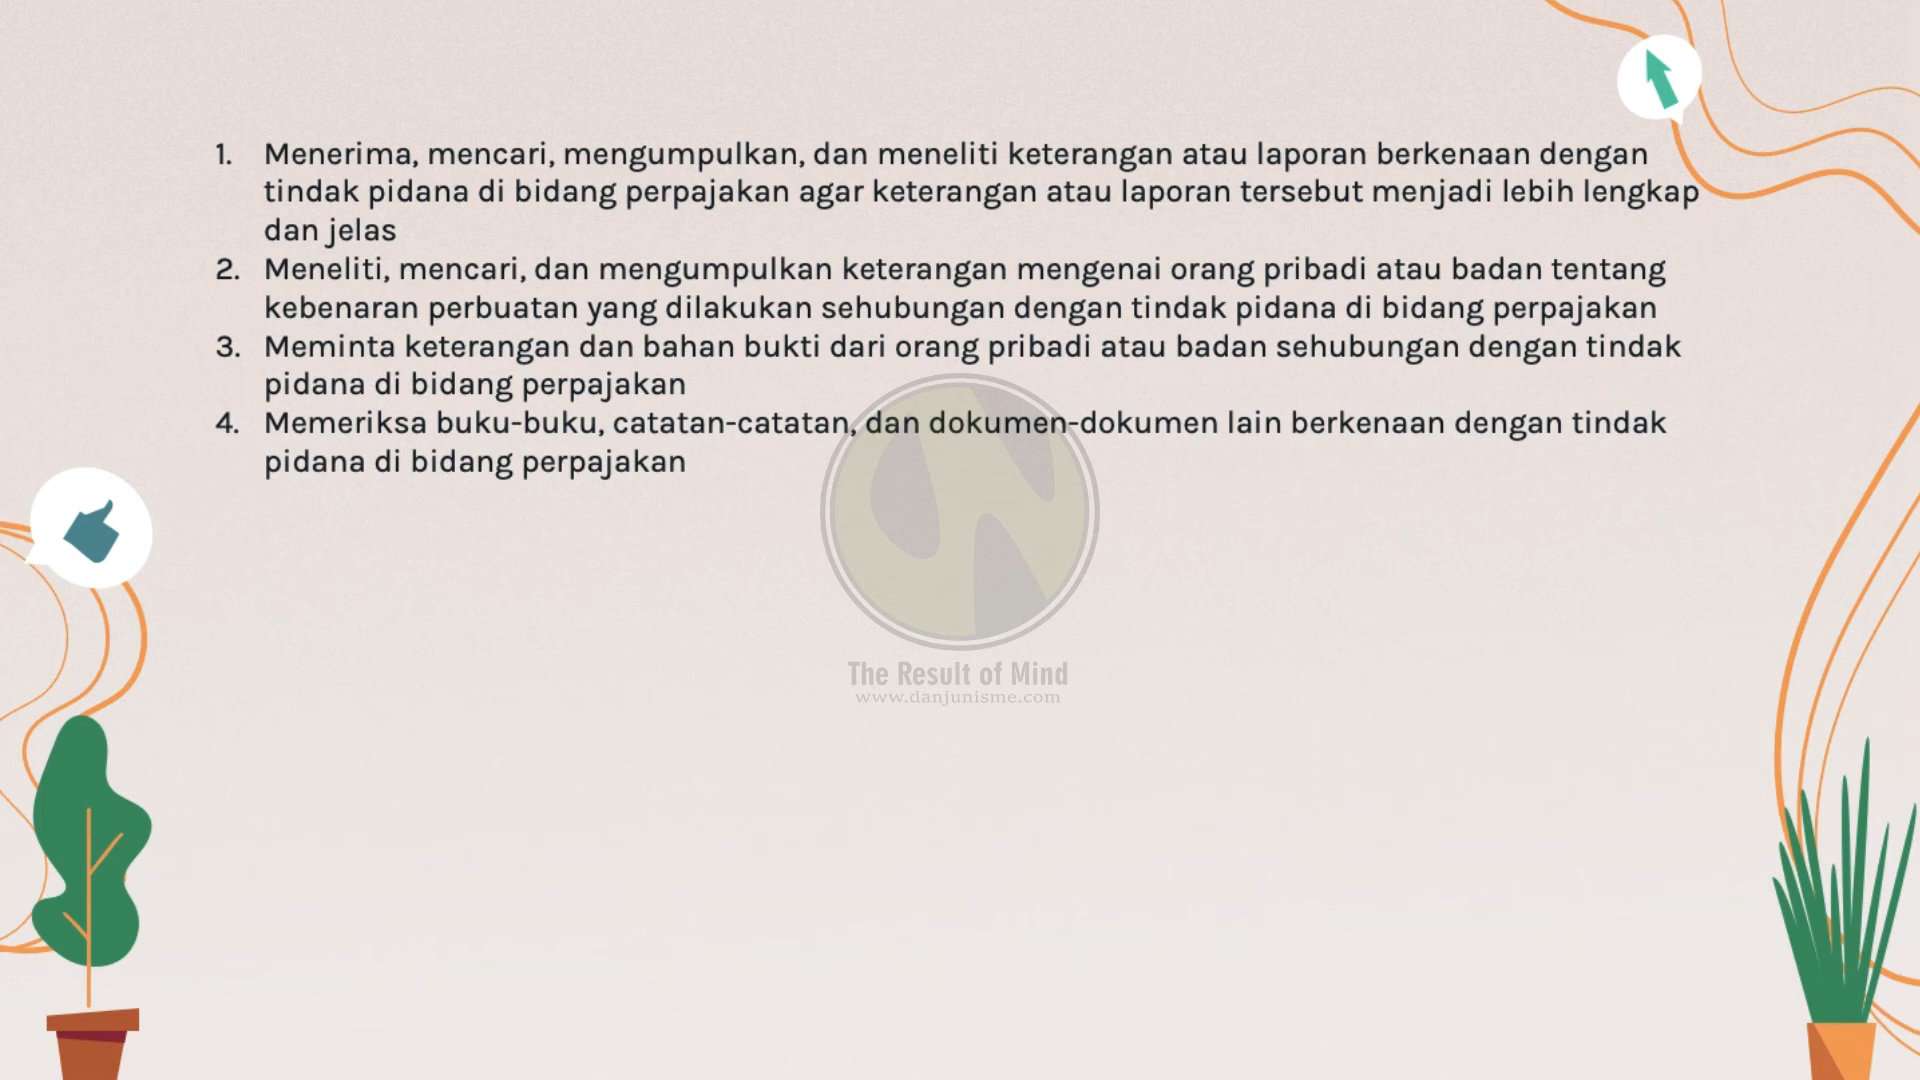 1. Menerima, mencari, mengumpulkan, dan meneliti keterangan atau laporan berkenaan dengan
tindak pidana di bidang perpajakan agar keterangan atau laporan tersebut menjadi lebih lengkap
dan jelas
2. Meneliti, mencari, dan mengumpulkan keterangan mengenai orang pribadi atau badan tentang
kebenaran perbuatan yang dilakukan sehubungan dengan tindak pidana di bidang perpajakan
3. Meminta keterangan dan bahan bukti dari orang pribadi atau badan sehubungan dengan tindak
pidana di bidang perpajakan
4. Memeriksa buku-buku, catatan-catatan, dan dokumen-dokumen lain berkenaan dengan tindak
pidana di bidang perpajakan
The Result of Mind
www.danjunisme.com